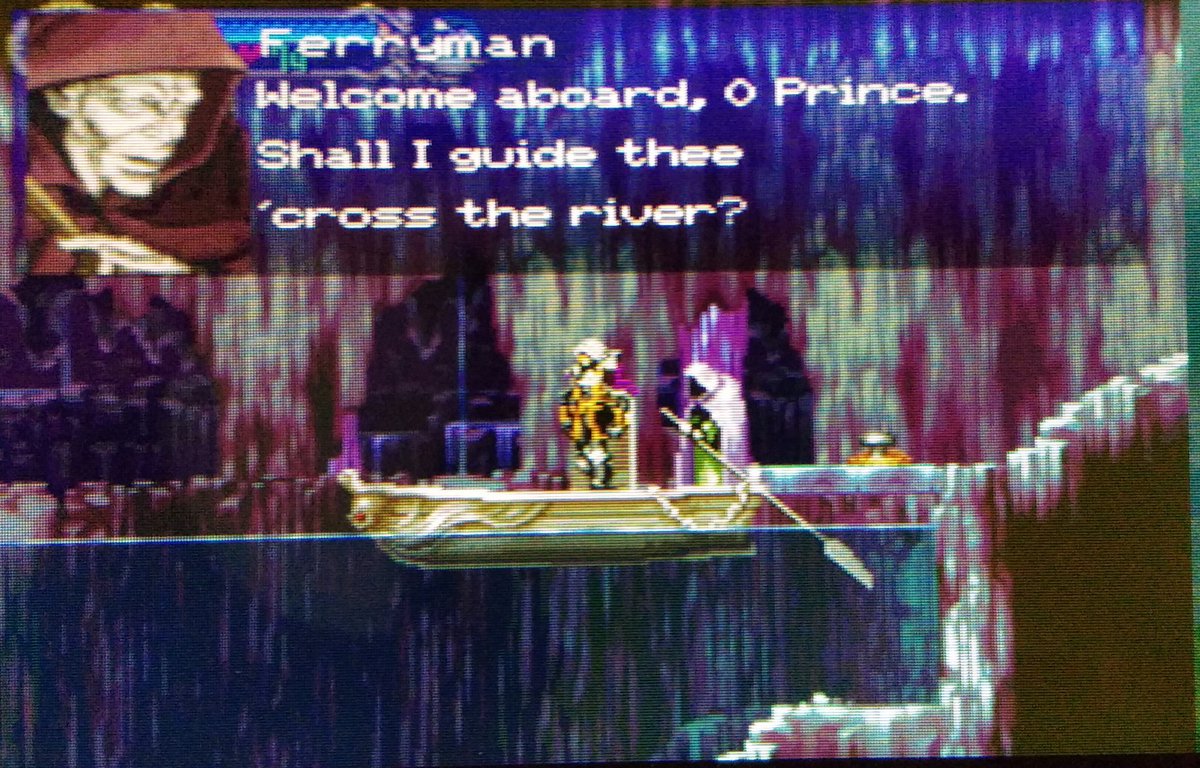 Ferryman
Welcome aboard, O Prince.
Shall I guide thee
'cross the river?